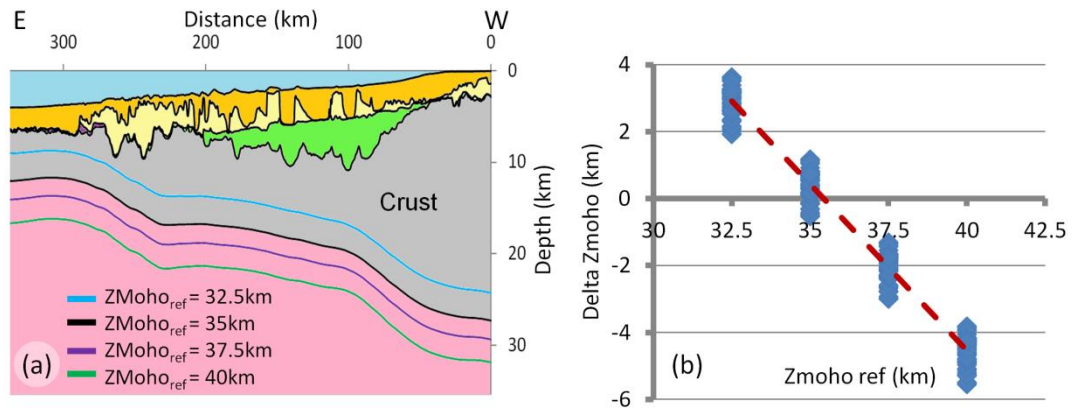 E
Distance (km)
W
300
200
100
0
0
10
20
30
Depth (km)
Crust
ZMoho_ref = 32.5km
ZMoho_ref = 35km
ZMoho_ref = 37.5km
ZMoho_ref = 40km
(a)
4
2
0
-2
-4
-6
Delta Zmoho (km)
30 32.5 35 37.5 40 42.5
Zmoho ref (km)
(b)